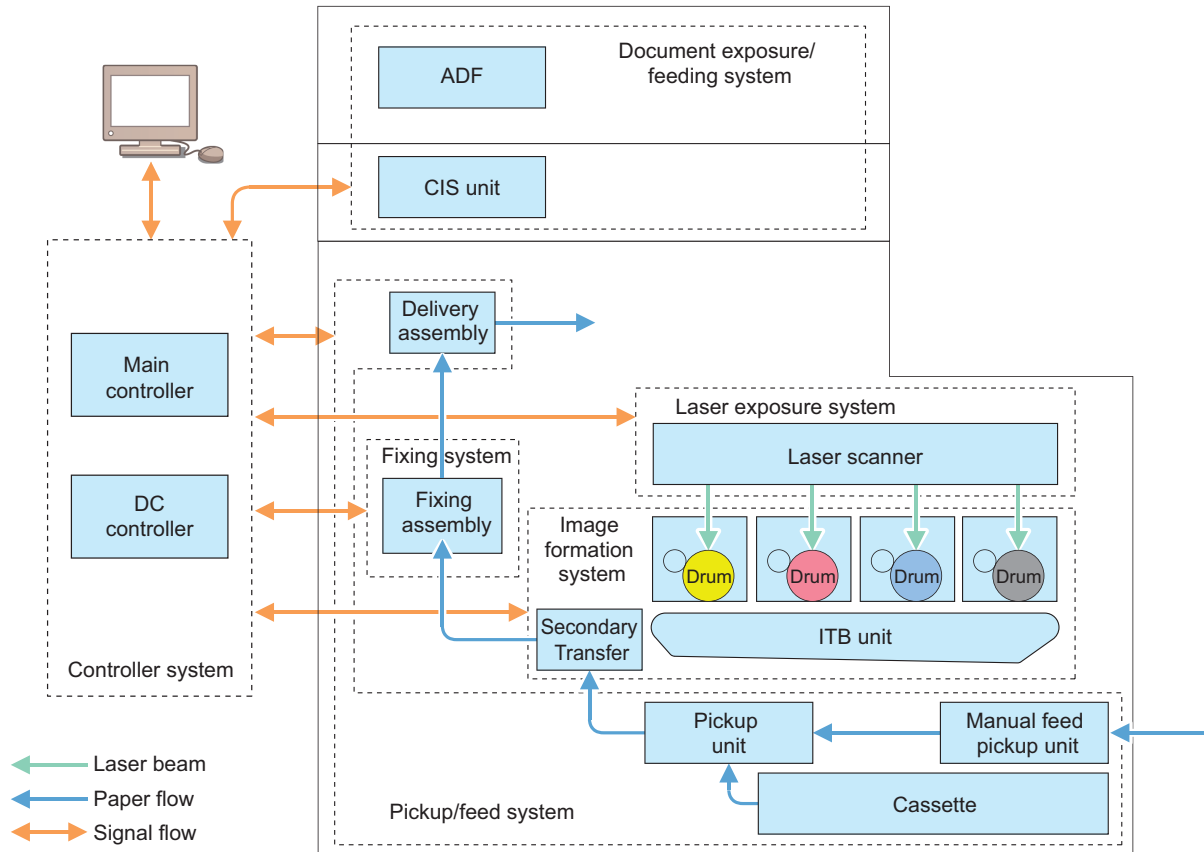 Document exposure/
feeding system
ADF
CIS unit
Delivery
assembly
Main
controller
Laser exposure system
Laser scanner
Fixing system
Fixing
assembly
DC
controller
Image
formation
system
Drum
Drum
Drum
Drum
Secondary
Transfer
ITB unit
Controller system
Pickup
unit
Manual feed
pickup unit
Cassette
Pickup/feed system
Laser beam
Paper flow
Signal flow